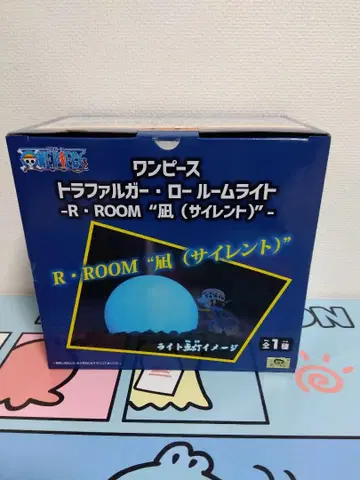 ONE PIECE
ワンピース
トラファルガー・ロー ルームライト
-R・ROOM “凪（サイレント）”-
R・ROOM “凪（サイレント）”
ライト点灯イメージ
全1種
ON